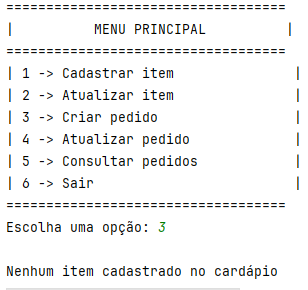 ===================================
|          MENU PRINCIPAL          |
===================================
| 1 -> Cadastrar item               |
| 2 -> Atualizar item               |
| 3 -> Criar pedido                 |
| 4 -> Atualizar pedido             |
| 5 -> Consultar pedidos            |
| 6 -> Sair                         |
===================================
Escolha uma opção: 3
Nenhum item cadastrado no cardápio